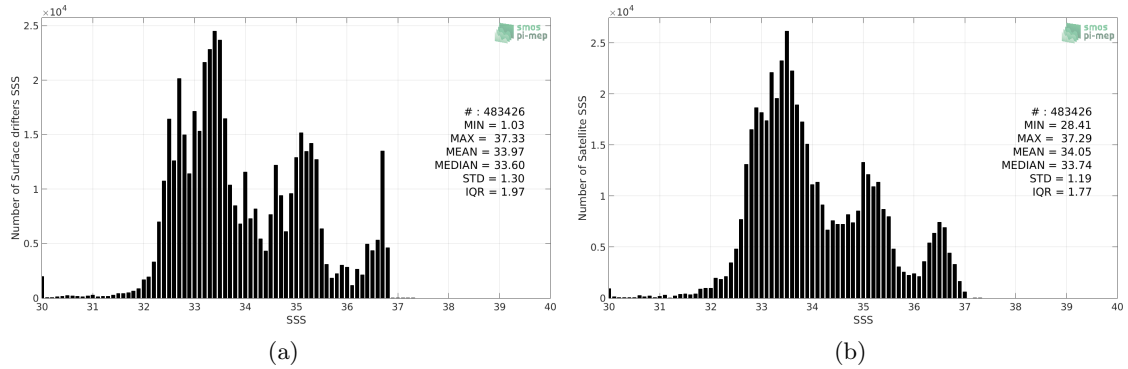 ×10⁴
2.5
2
1.5
1
0.5
0
30 31 32 33 34 35 36 37 38 39 40
SSS
Number of Surface drifters SSS
smos
pi-mep
# : 483426
MIN = 1.03
MAX = 37.33
MEAN = 33.97
MEDIAN = 33.60
STD = 1.30
IQR = 1.97
(a)
×10⁴
2.5
2
1.5
1
0.5
0
30 31 32 33 34 35 36 37 38 39 40
SSS
Number of Satellite SSS
smos
pi-mep
# : 483426
MIN = 28.41
MAX = 37.29
MEAN = 34.05
MEDIAN = 33.74
STD = 1.19
IQR = 1.77
(b)